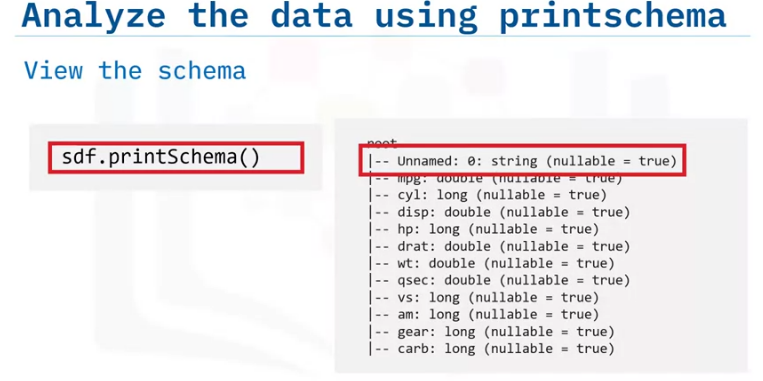 Analyze the data using printschema
View the schema
sdf.printSchema()
root
|-- Unnamed: 0: string (nullable = true)
|-- mpg: double (nullable = true)
|-- cyl: long (nullable = true)
|-- disp: double (nullable = true)
|-- hp: long (nullable = true)
|-- drat: double (nullable = true)
|-- wt: double (nullable = true)
|-- qsec: double (nullable = true)
|-- vs: long (nullable = true)
|-- am: long (nullable = true)
|-- gear: long (nullable = true)
|-- carb: long (nullable = true)